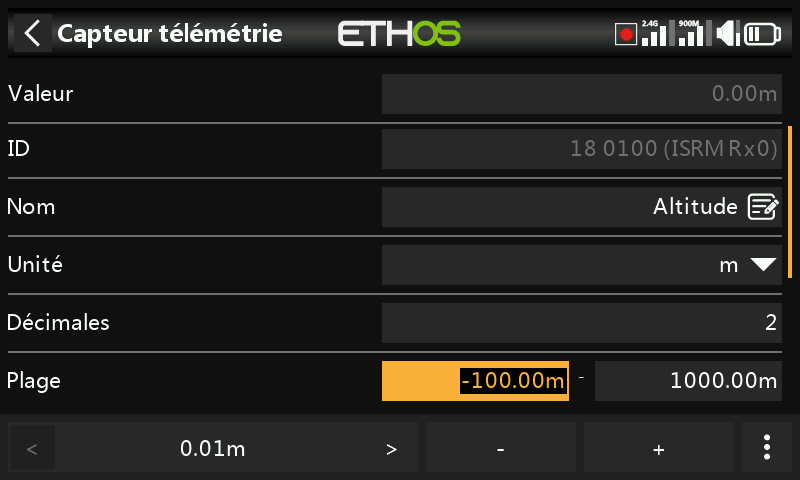 Capteur télémétrie ETHOS 2.4G 900M
Valeur 0.00m
ID 18 0100 (ISRM Rx0)
Nom Altitude
Unité m
Décimales 2
Plage -100.00m - 1000.00m
< 0.01m > - +